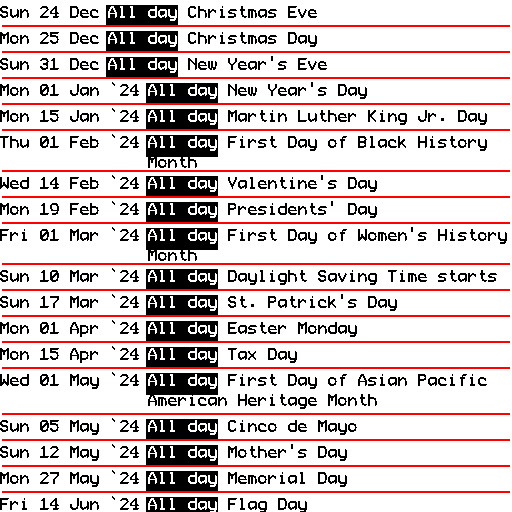 Sun 24 Dec All day Christmas Eve
Mon 25 Dec All day Christmas Day
Sun 31 Dec All day New Year's Eve
Mon 01 Jan `24 All day New Year's Day
Mon 15 Jan `24 All day Martin Luther King Jr. Day
Thu 01 Feb `24 All day First Day of Black History
Month
Wed 14 Feb `24 All day Valentine's Day
Mon 19 Feb `24 All day Presidents' Day
Fri 01 Mar `24 All day First Day of Women's History
Month
Sun 10 Mar `24 All day Daylight Saving Time starts
Sun 17 Mar `24 All day St. Patrick's Day
Mon 01 Apr `24 All day Easter Monday
Mon 15 Apr `24 All day Tax Day
Wed 01 May `24 All day First Day of Asian Pacific
American Heritage Month
Sun 05 May `24 All day Cinco de Mayo
Sun 12 May `24 All day Mother's Day
Mon 27 May `24 All day Memorial Day
Fri 14 Jun `24 All day Flag Day